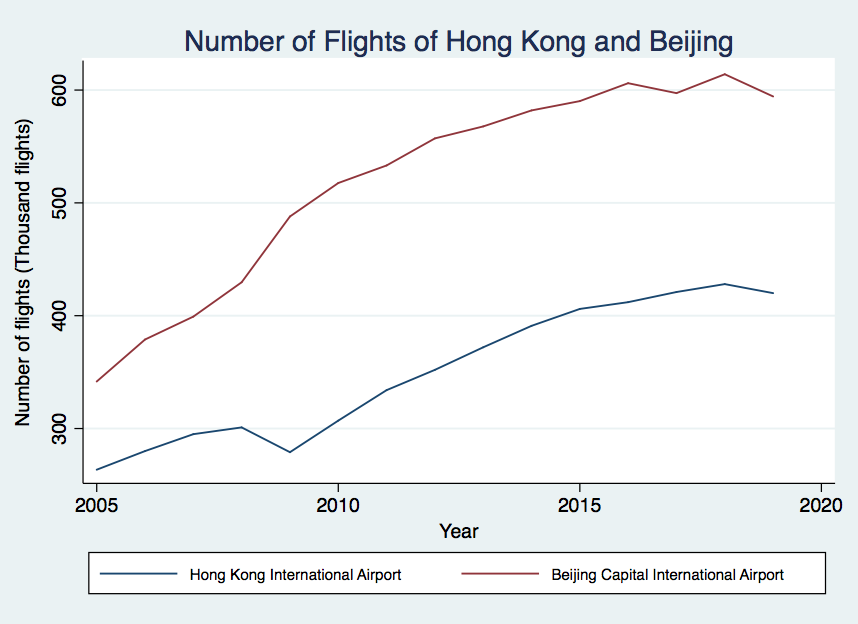 Number of Flights of Hong Kong and Beijing
Number of flights (Thousand flights)
600
500
400
300
2005 2010 2015 2020
Year
Hong Kong International Airport Beijing Capital International Airport